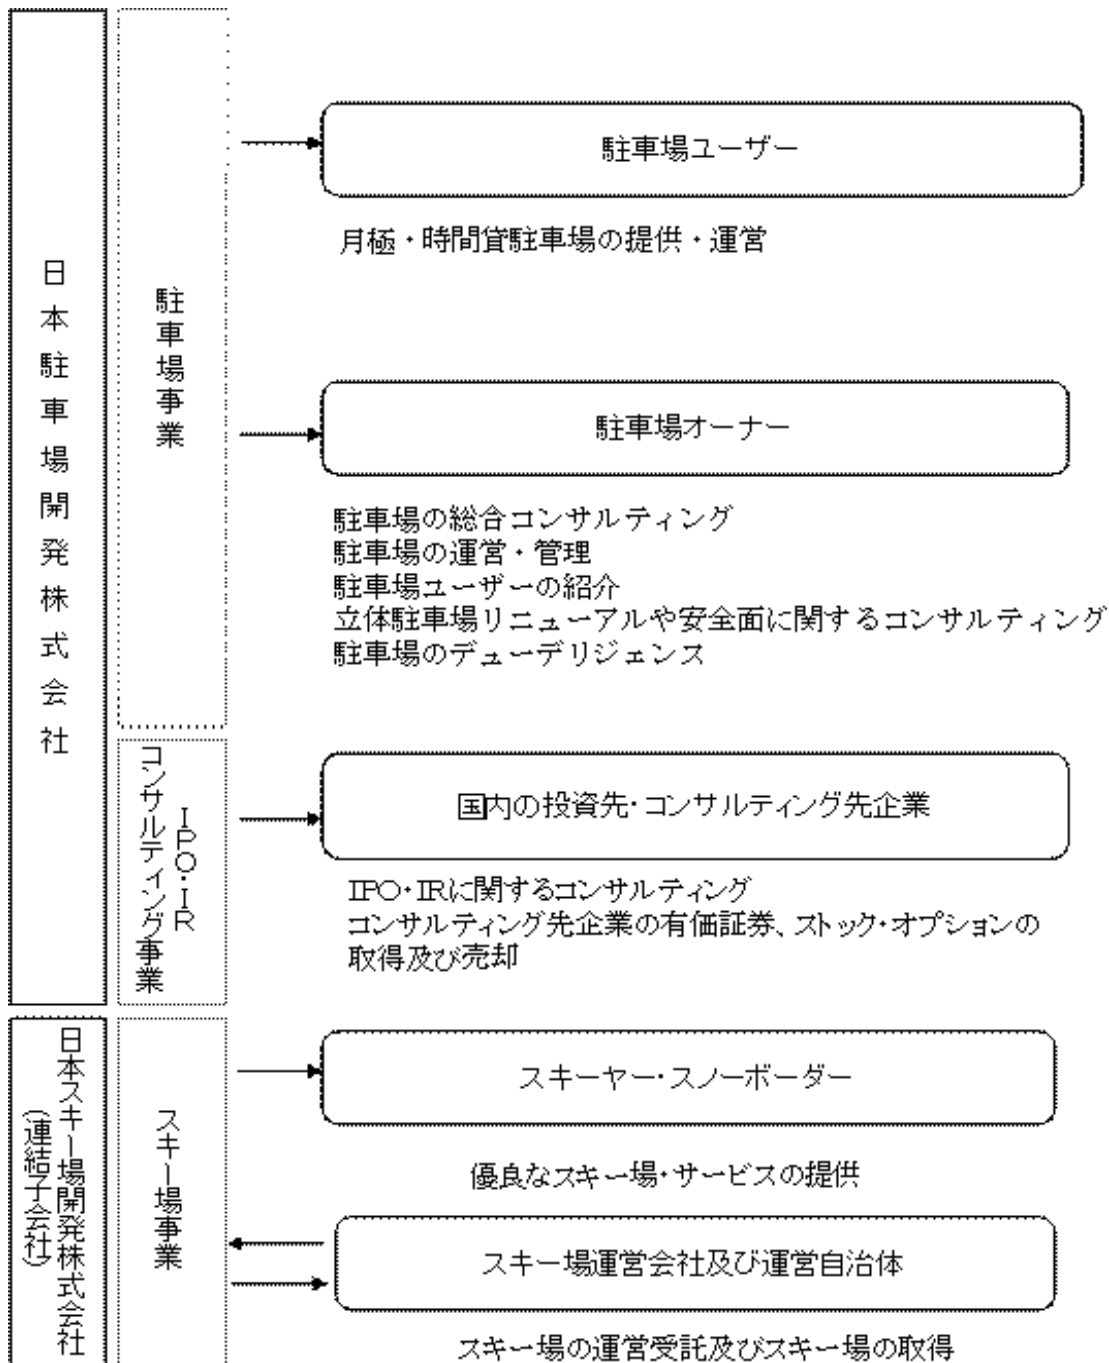 日本駐車場開発株式会社
駐車場事業
駐車場ユーザー
月極・時間貸駐車場の提供・運営
駐車場オーナー
駐車場の総合コンサルティング
駐車場の運営・管理
駐車場ユーザーの紹介
立体駐車場リニューアルや安全面に関するコンサルティング
駐車場のデューデリジェンス
IPO・IR
コンサルティング事業
国内の投資先・コンサルティング先企業
IPO・IRに関するコンサルティング
コンサルティング先企業の有価証券、ストック・オプションの
取得及び売却
日本スキー場開発株式会社
(連結子会社)
スキー場事業
スキーヤー・スノーボーダー
優良なスキー場・サービスの提供
スキー場運営会社及び運営自治体
スキー場の運営受託及びスキー場の取得